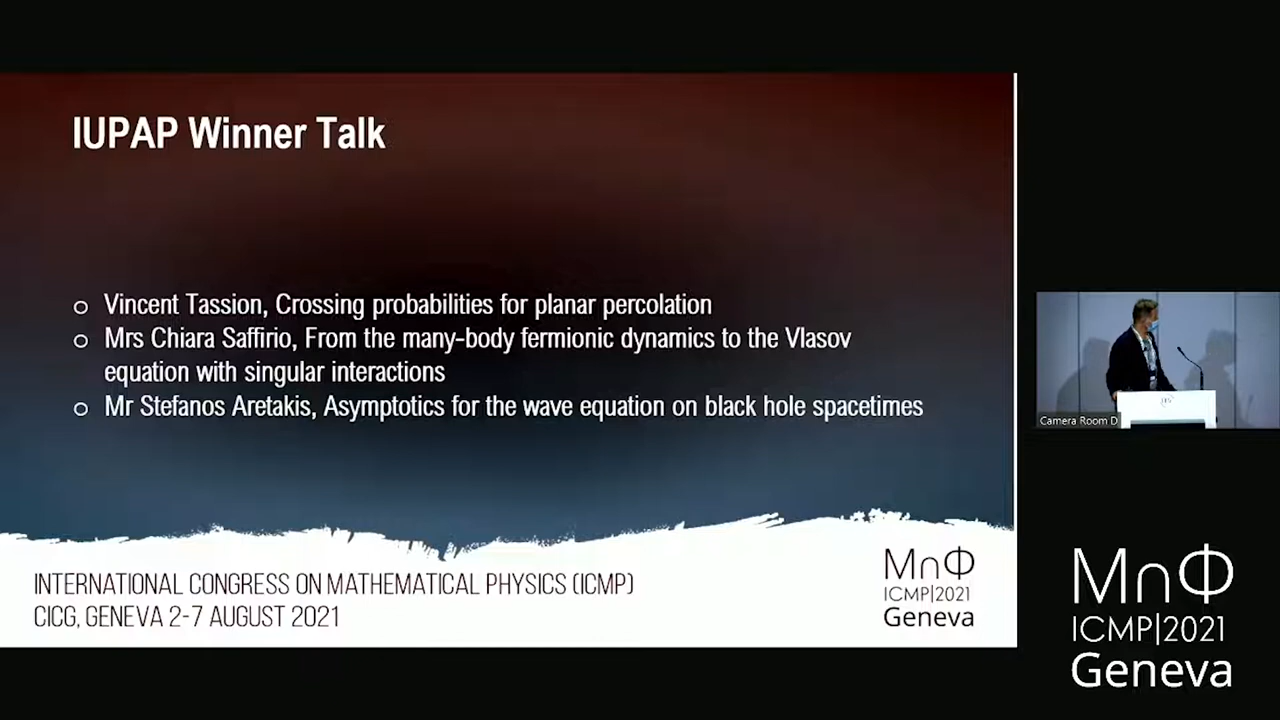 IUPAP Winner Talk
o Vincent Tassion, Crossing probabilities for planar percolation
o Mrs Chiara Saffirio, From the many-body fermionic dynamics to the Vlasov
equation with singular interactions
o Mr Stefanos Aretakis, Asymptotics for the wave equation on black hole spacetimes
INTERNATIONAL CONGRESS ON MATHEMATICAL PHYSICS (ICMP)
CICG, GENEVA 2-7 AUGUST 2021
M∩Φ
ICMP|2021
Geneva
Camera Room D
M∩Φ
ICMP|2021
Geneva